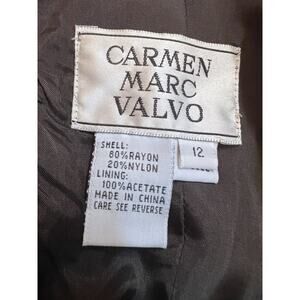 CARMEN
MARC
VALVO
SHELL:
80%RAYON
20%NYLON
LINING:
100%ACETATE
MADE IN CHINA
CARE SEE REVERSE
12